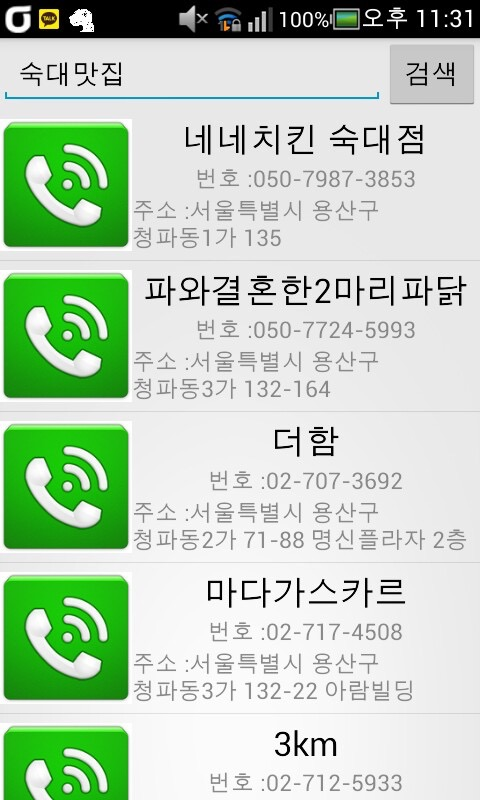 TALK
100% 오후 11:31
숙대맛집 검색
네네치킨 숙대점
번호 :050-7987-3853
주소 :서울특별시 용산구
청파동1가 135
파와결혼한2마리파닭
번호 :050-7724-5993
주소 :서울특별시 용산구
청파동3가 132-164
더함
번호 :02-707-3692
주소 :서울특별시 용산구
청파동2가 71-88 명신플라자 2층
마다가스카르
번호 :02-717-4508
주소 :서울특별시 용산구
청파동3가 132-22 아람빌딩
3km
번호 :02-712-5933